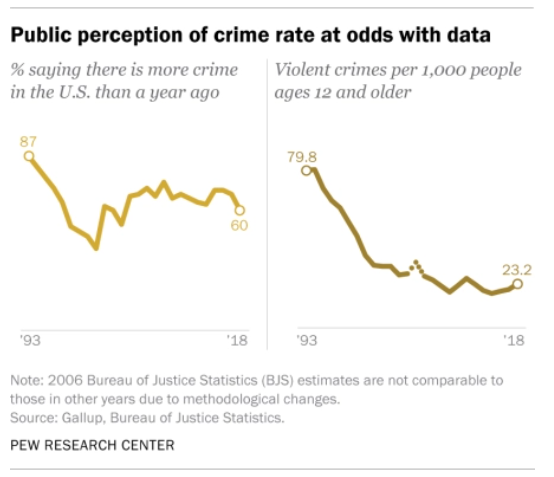 Public perception of crime rate at odds with data
% saying there is more crime
in the U.S. than a year ago
87
60
'93
'18
Violent crimes per 1,000 people
ages 12 and older
79.8
23.2
'93
'18
Note: 2006 Bureau of Justice Statistics (BJS) estimates are not comparable to
those in other years due to methodological changes.
Source: Gallup, Bureau of Justice Statistics.
PEW RESEARCH CENTER